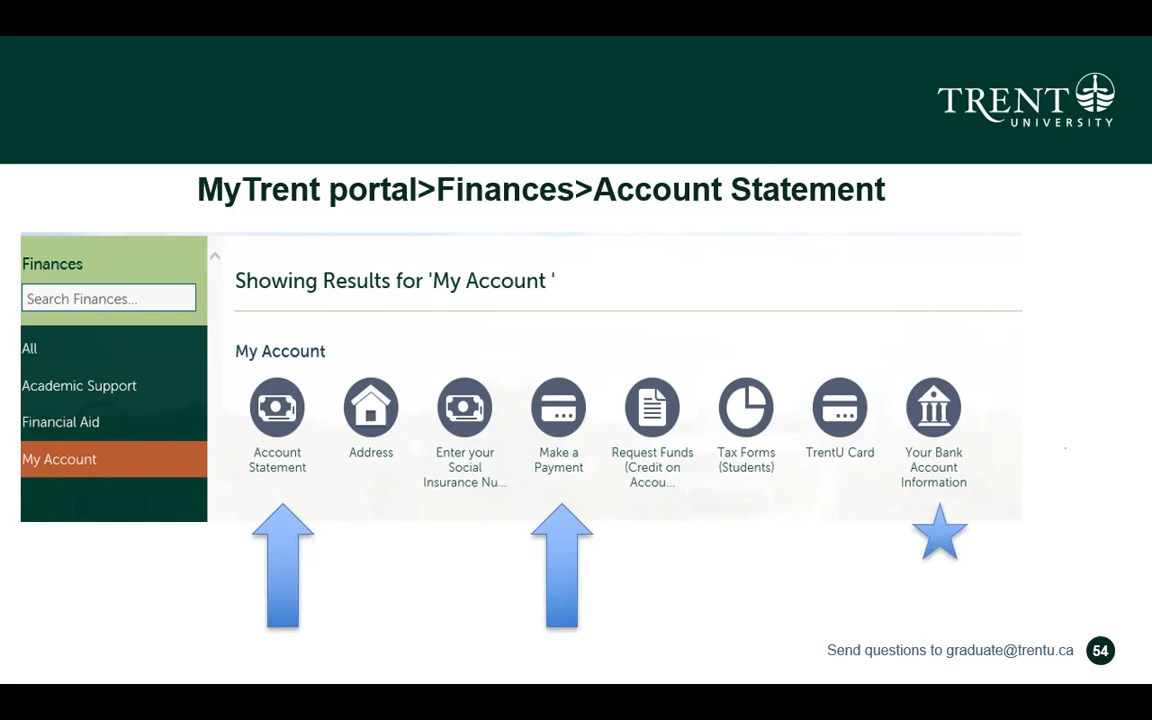 TRENT
UNIVERSITY
MyTrent portal>Finances>Account Statement
Finances
Search Finances...
All
Academic Support
Financial Aid
My Account
Showing Results for 'My Account '
My Account
Account
Statement
Address
Enter your
Social
Insurance Nu...
Make a
Payment
Request Funds
(Credit on
Accou...
Tax Forms
(Students)
TrentU Card
Your Bank
Account
Information
Send questions to graduate@trentu.ca
54